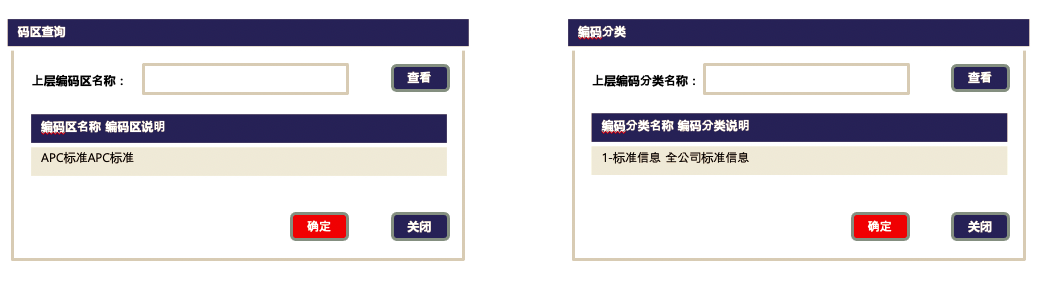 码区查询
上层编码区名称：
查看
编码区名称 编码区说明
APC标准APC标准
确定
关闭
编码分类
上层编码分类名称：
查看
编码分类名称 编码分类说明
1-标准信息 全公司标准信息
确定
关闭